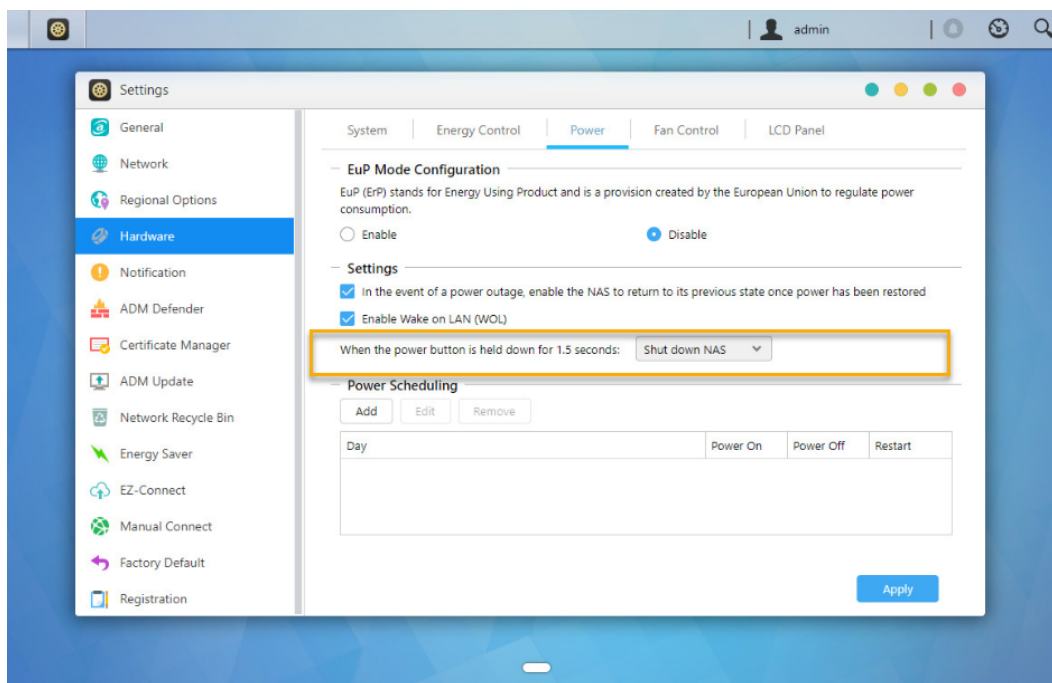 admin
Settings
General
Network
Regional Options
Hardware
Notification
ADM Defender
Certificate Manager
ADM Update
Network Recycle Bin
Energy Saver
EZ-Connect
Manual Connect
Factory Default
Registration
System Energy Control Power Fan Control LCD Panel
EuP Mode Configuration
EuP (ErP) stands for Energy Using Product and is a provision created by the European Union to regulate power
consumption.
Enable Disable
Settings
In the event of a power outage, enable the NAS to return to its previous state once power has been restored
Enable Wake on LAN (WOL)
When the power button is held down for 1.5 seconds: Shut down NAS
Power Scheduling
Add Edit Remove
Day Power On Power Off Restart
Apply